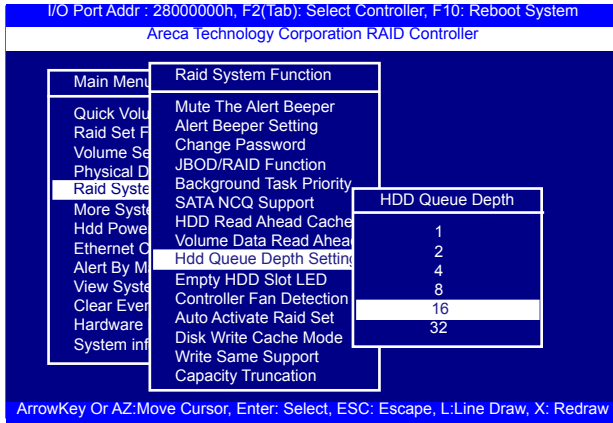 I/O Port Addr : 28000000h, F2(Tab): Select Controller, F10: Reboot System
Areca Technology Corporation RAID Controller
Main Menu
Quick Volu
Raid Set F
Volume Se
Physical D
Raid Syste
More Syste
Hdd Powe
Ethernet C
Alert By Ma
View Syste
Clear Even
Hardware
System inf
Raid System Function
Mute The Alert Beeper
Alert Beeper Setting
Change Password
JBOD/RAID Function
Background Task Priority
SATA NCQ Support
HDD Read Ahead Cache
Volume Data Read Ahea
Hdd Queue Depth Setting
Empty HDD Slot LED
Controller Fan Detection
Auto Activate Raid Set
Disk Write Cache Mode
Write Same Support
Capacity Truncation
HDD Queue Depth
1
2
4
8
16
32
ArrowKey Or AZ:Move Cursor, Enter: Select, ESC: Escape, L:Line Draw, X: Redraw